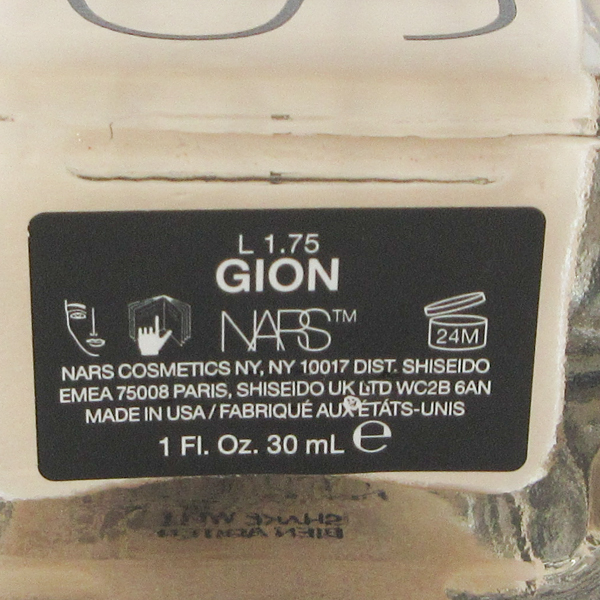 L 1.75
GION
NARS™
24M
NARS COSMETICS NY, NY 10017 DIST. SHISEIDO
EMEA 75008 PARIS, SHISEIDO UK LTD WC2B 6AN
MADE IN USA / FABRIQUÉ AUX ÉTATS-UNIS
1 Fl. Oz. 30 mL ℮